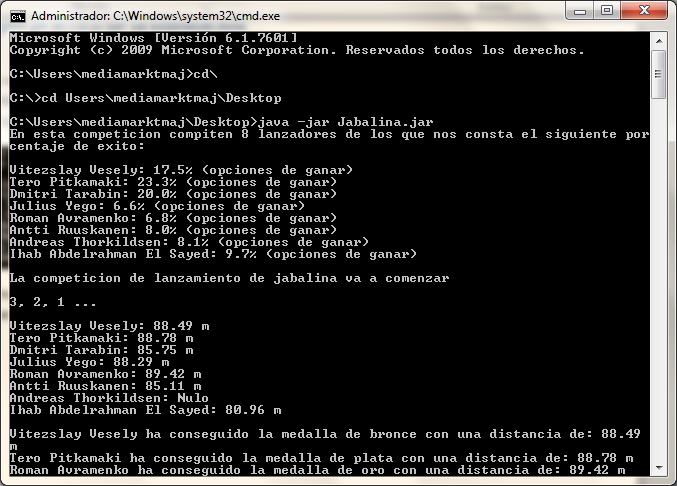 Administrador: C:\Windows\system32\cmd.exe
Microsoft Windows [Versión 6.1.7601]
Copyright (c) 2009 Microsoft Corporation. Reservados todos los derechos.
C:\Users\mediamarktmaj>cd\
C:\>cd Users\mediamarktmaj\Desktop
C:\Users\mediamarktmaj\Desktop>java -jar Jabalina.jar
En esta competicion compiten 8 lanzadores de los que nos consta el siguiente por
centaje de exito:
Vitezslav Vesely: 17.5% (opciones de ganar)
Tero Pitkamaki: 23.3% (opciones de ganar)
Dmitri Tarabin: 20.0% (opciones de ganar)
Julius Yego: 6.6% (opciones de ganar)
Roman Avramenko: 6.8% (opciones de ganar)
Antti Ruuskanen: 8.0% (opciones de ganar)
Andreas Thorkildsen: 8.1% (opciones de ganar)
Ihab Abdelrahman El Sayed: 9.7% (opciones de ganar)
La competicion de lanzamiento de jabalina va a comenzar
3, 2, 1 ...
Vitezslav Vesely: 88.49 m
Tero Pitkamaki: 88.78 m
Dmitri Tarabin: 85.75 m
Julius Yego: 88.29 m
Roman Avramenko: 89.42 m
Antti Ruuskanen: 85.11 m
Andreas Thorkildsen: Nulo
Ihab Abdelrahman El Sayed: 80.96 m
Vitezslav Vesely ha conseguido la medalla de bronce con una distancia de: 88.49
m
Tero Pitkamaki ha conseguido la medalla de plata con una distancia de: 88.78 m
Roman Avramenko ha conseguido la medalla de oro con una distancia de: 89.42 m